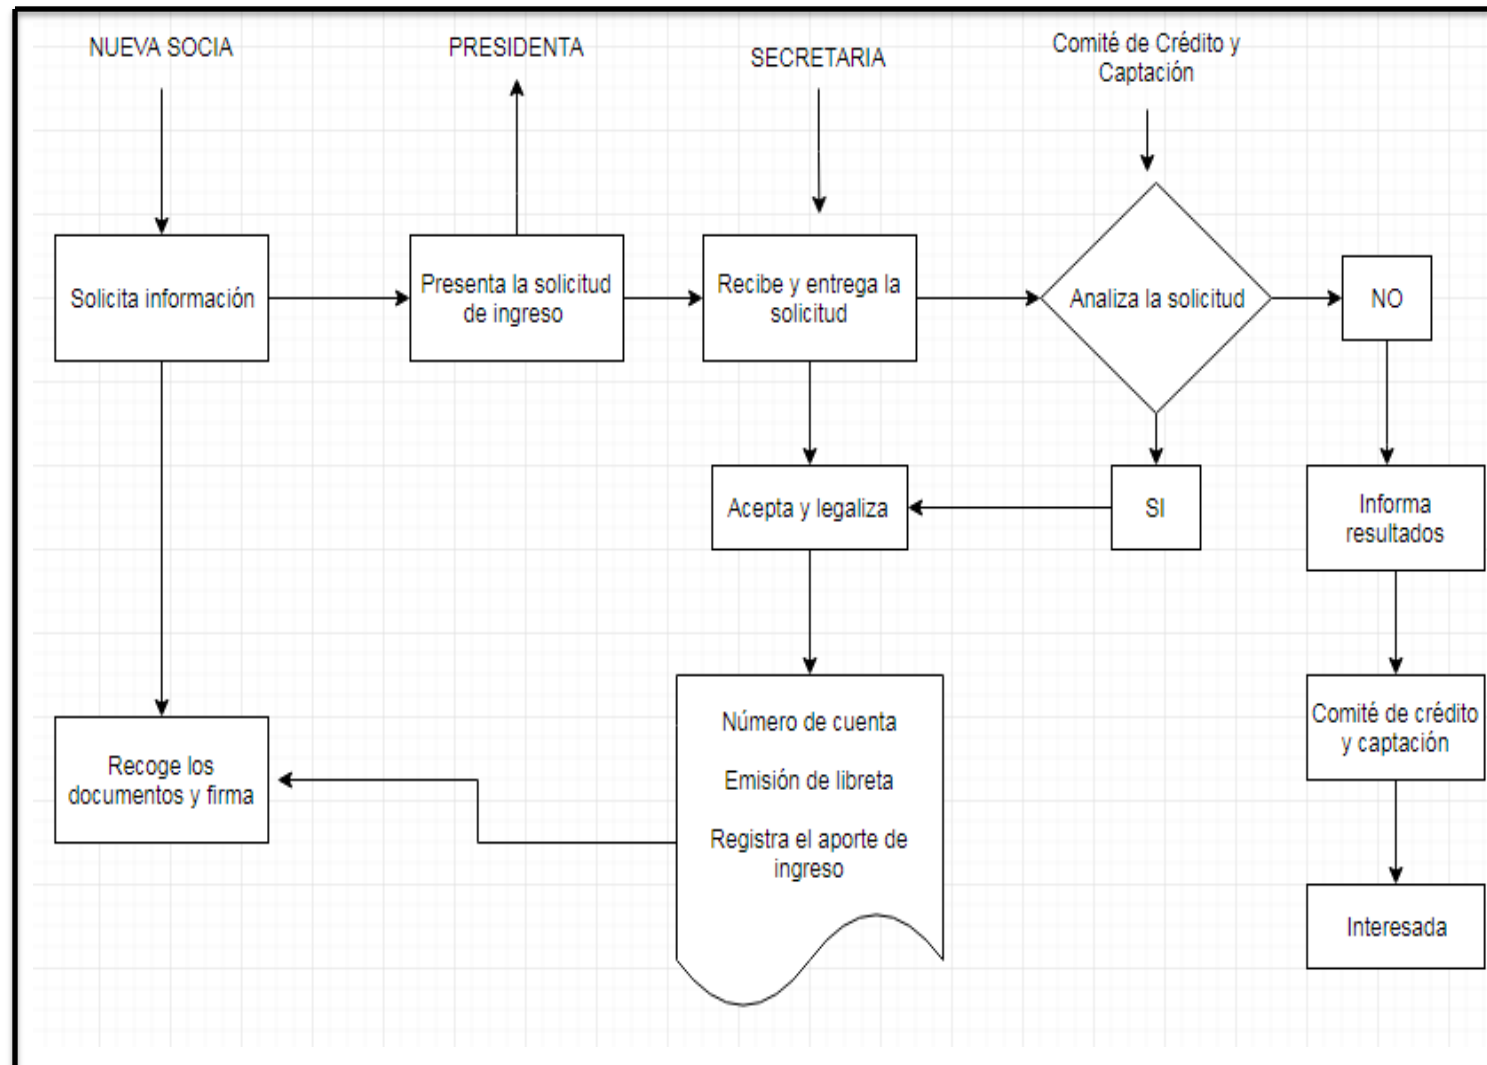 NUEVA SOCIA
PRESIDENTA
SECRETARIA
Comité de Crédito y
Captación
Solicita información
Presenta la solicitud
de ingreso
Recibe y entrega la
solicitud
Analiza la solicitud
NO
Acepta y legaliza
SI
Informa
resultados
Recoge los
documentos y firma
Número de cuenta
Emisión de libreta
Registra el aporte de
ingreso
Comité de crédito
y captación
Interesada